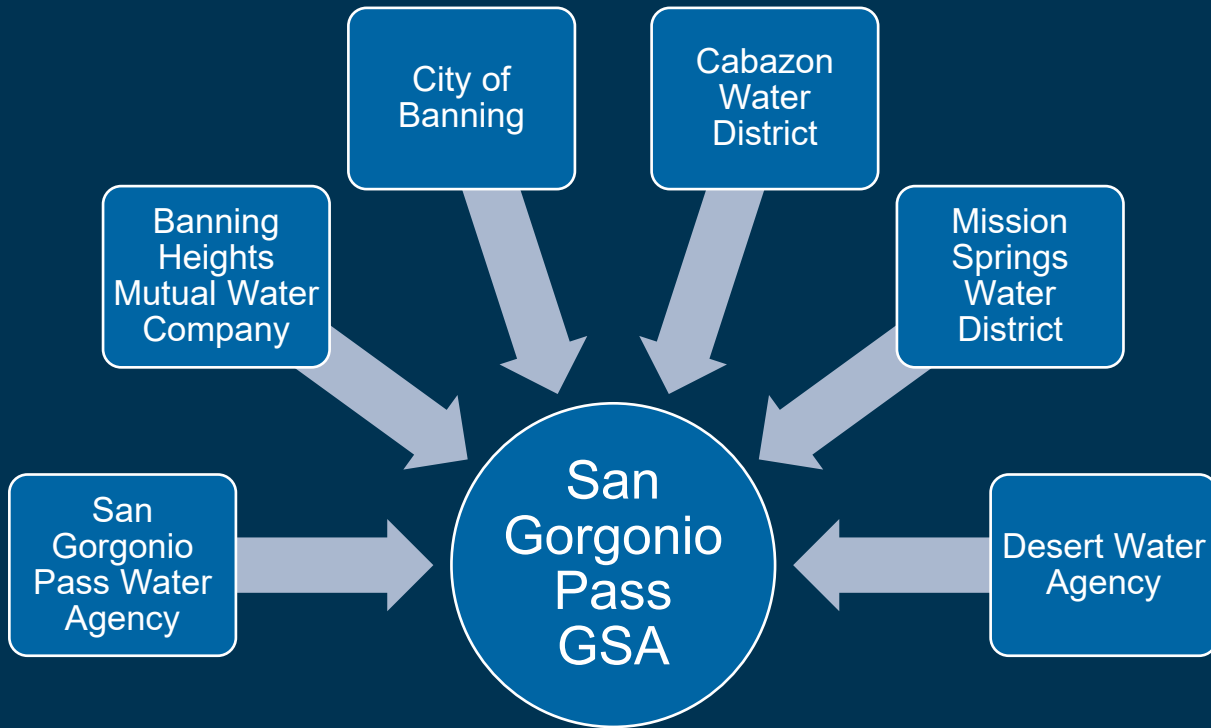 City of
Banning
Cabazon
Water
District
Banning
Heights
Mutual Water
Company
Mission
Springs
Water
District
San
Gorgonio
Pass Water
Agency
San
Gorgonio
Pass
GSA
Desert Water
Agency